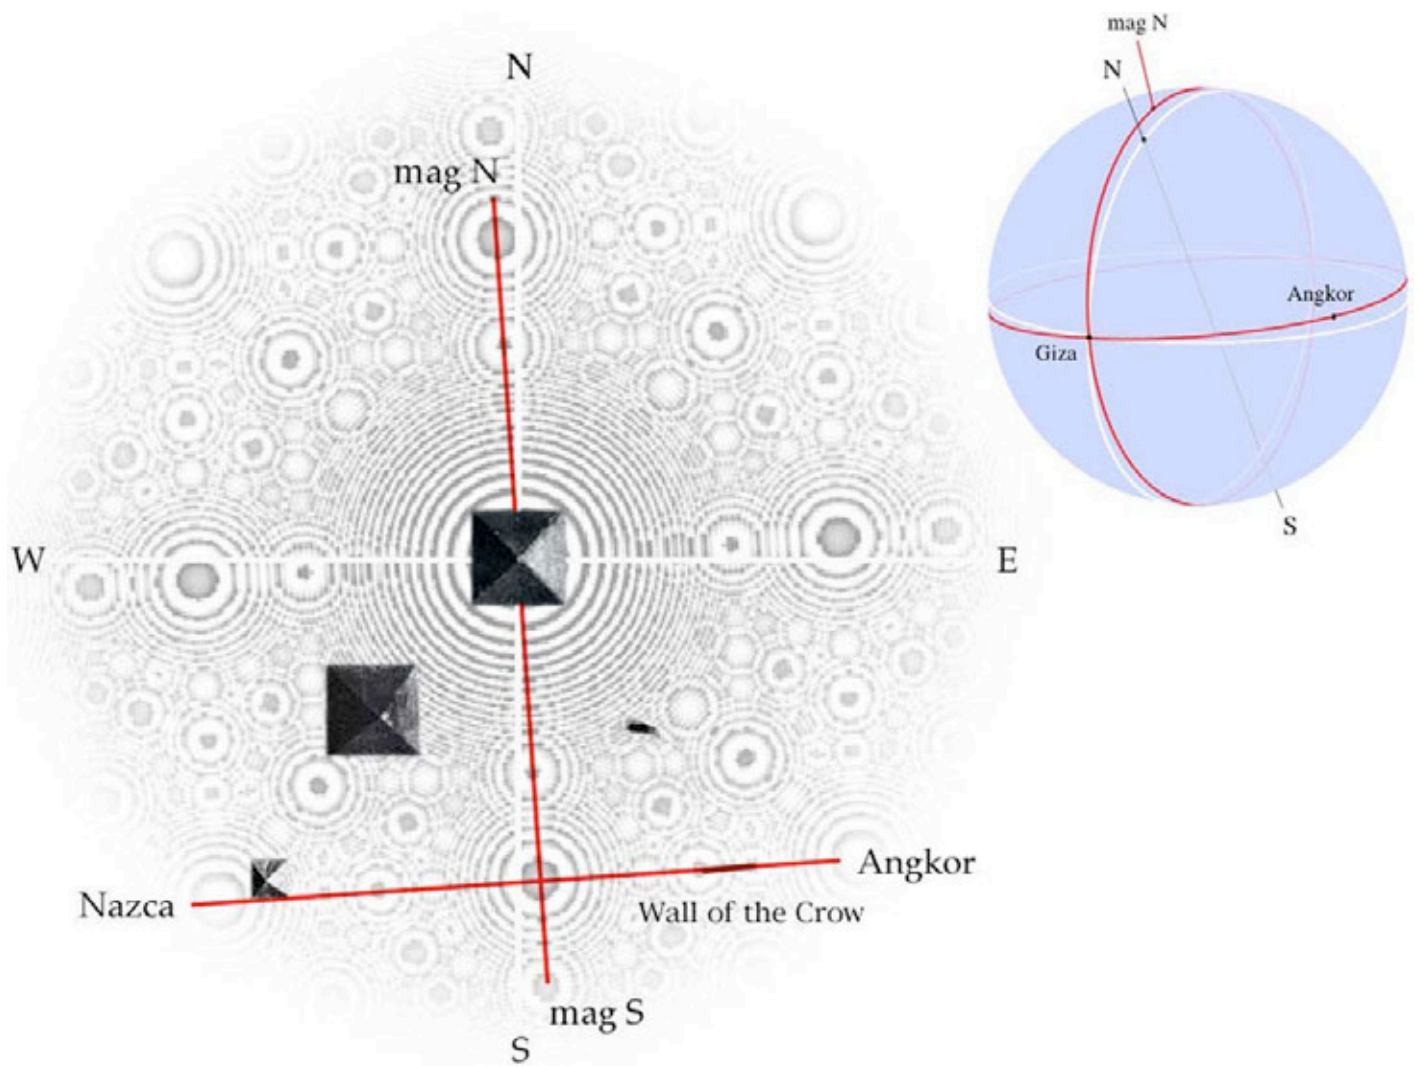 N
mag N
W
E
Nazca
Angkor
Wall of the Crow
mag S
S
mag N
N
Angkor
Giza
S